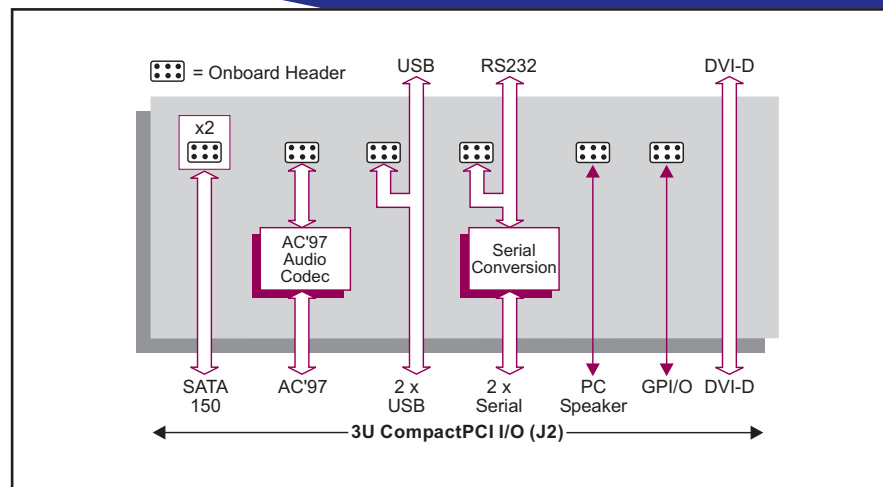 = Onboard Header
USB
RS232
DVI-D
x2
AC'97
Audio
Codec
Serial
Conversion
SATA
150
AC'97
2 x
USB
2 x
Serial
PC
Speaker
GPI/O
DVI-D
3U CompactPCI I/O (J2)